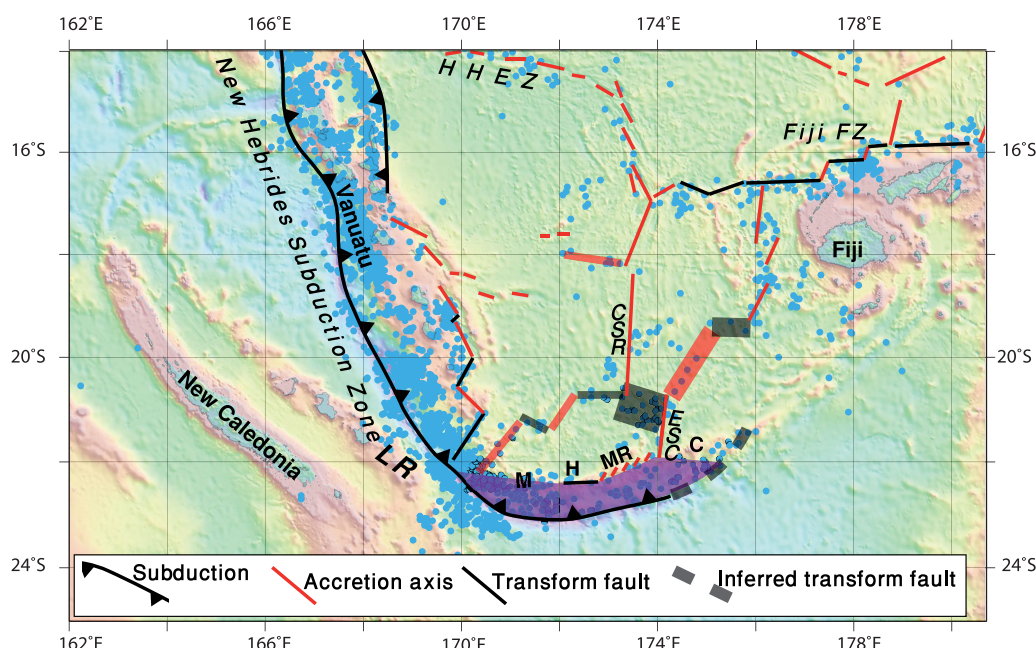 162˚E 166˚E 170˚E 174˚E 178˚E
H H E Z
New Hebrides Subduction Zone
Fiji FZ
16˚S 16˚S
Vanuatu
Fiji
CSR
20˚S 20˚S
New Caledonia
LR
ESC
C
H
MR
M
24˚S 24˚S
Subduction
Accretion axis
Transform fault
Inferred transform fault
162˚E 166˚E 170˚E 174˚E 178˚E